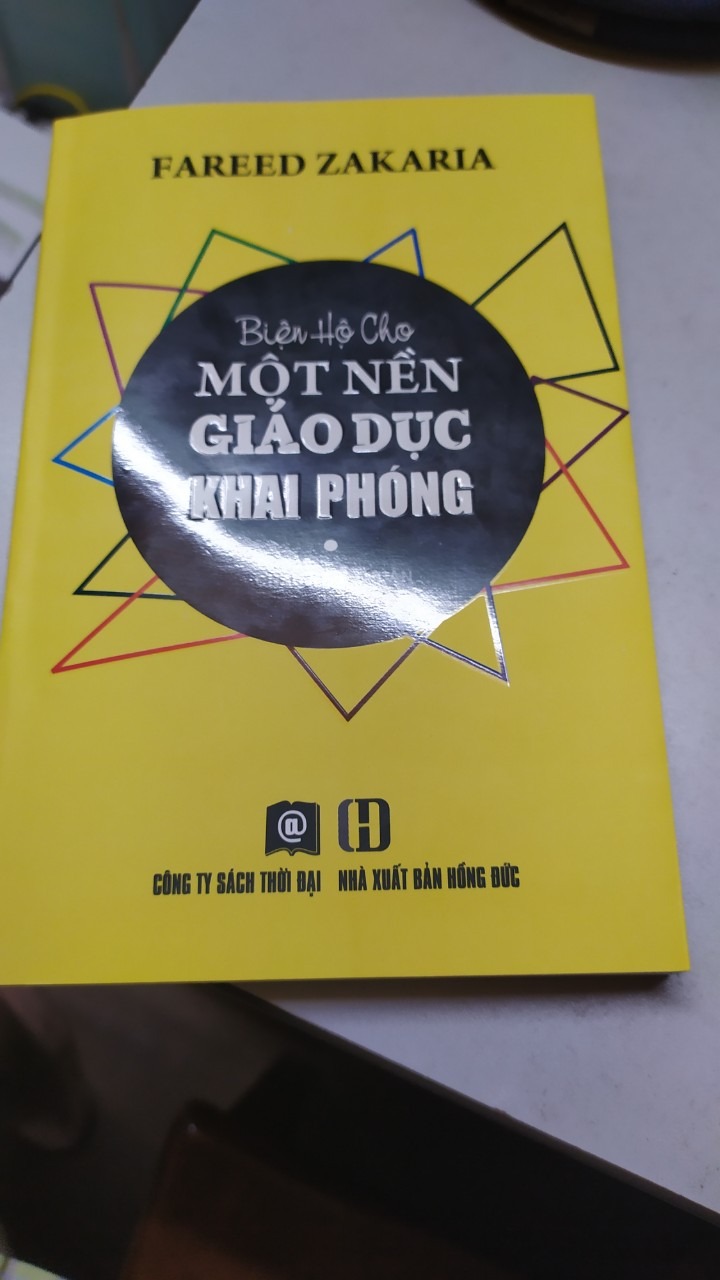 FAREED ZAKARIA
Biện Hộ Cho
MỘT NỀN
GIÁO DỤC
KHAI PHÓNG
@
CÔNG TY SÁCH THỜI ĐẠI NHÀ XUẤT BẢN HỒNG ĐỨC